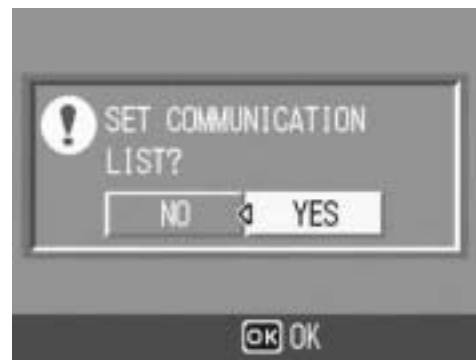 !
SET COMMUNICATION
LIST?
NO YES
OK OK